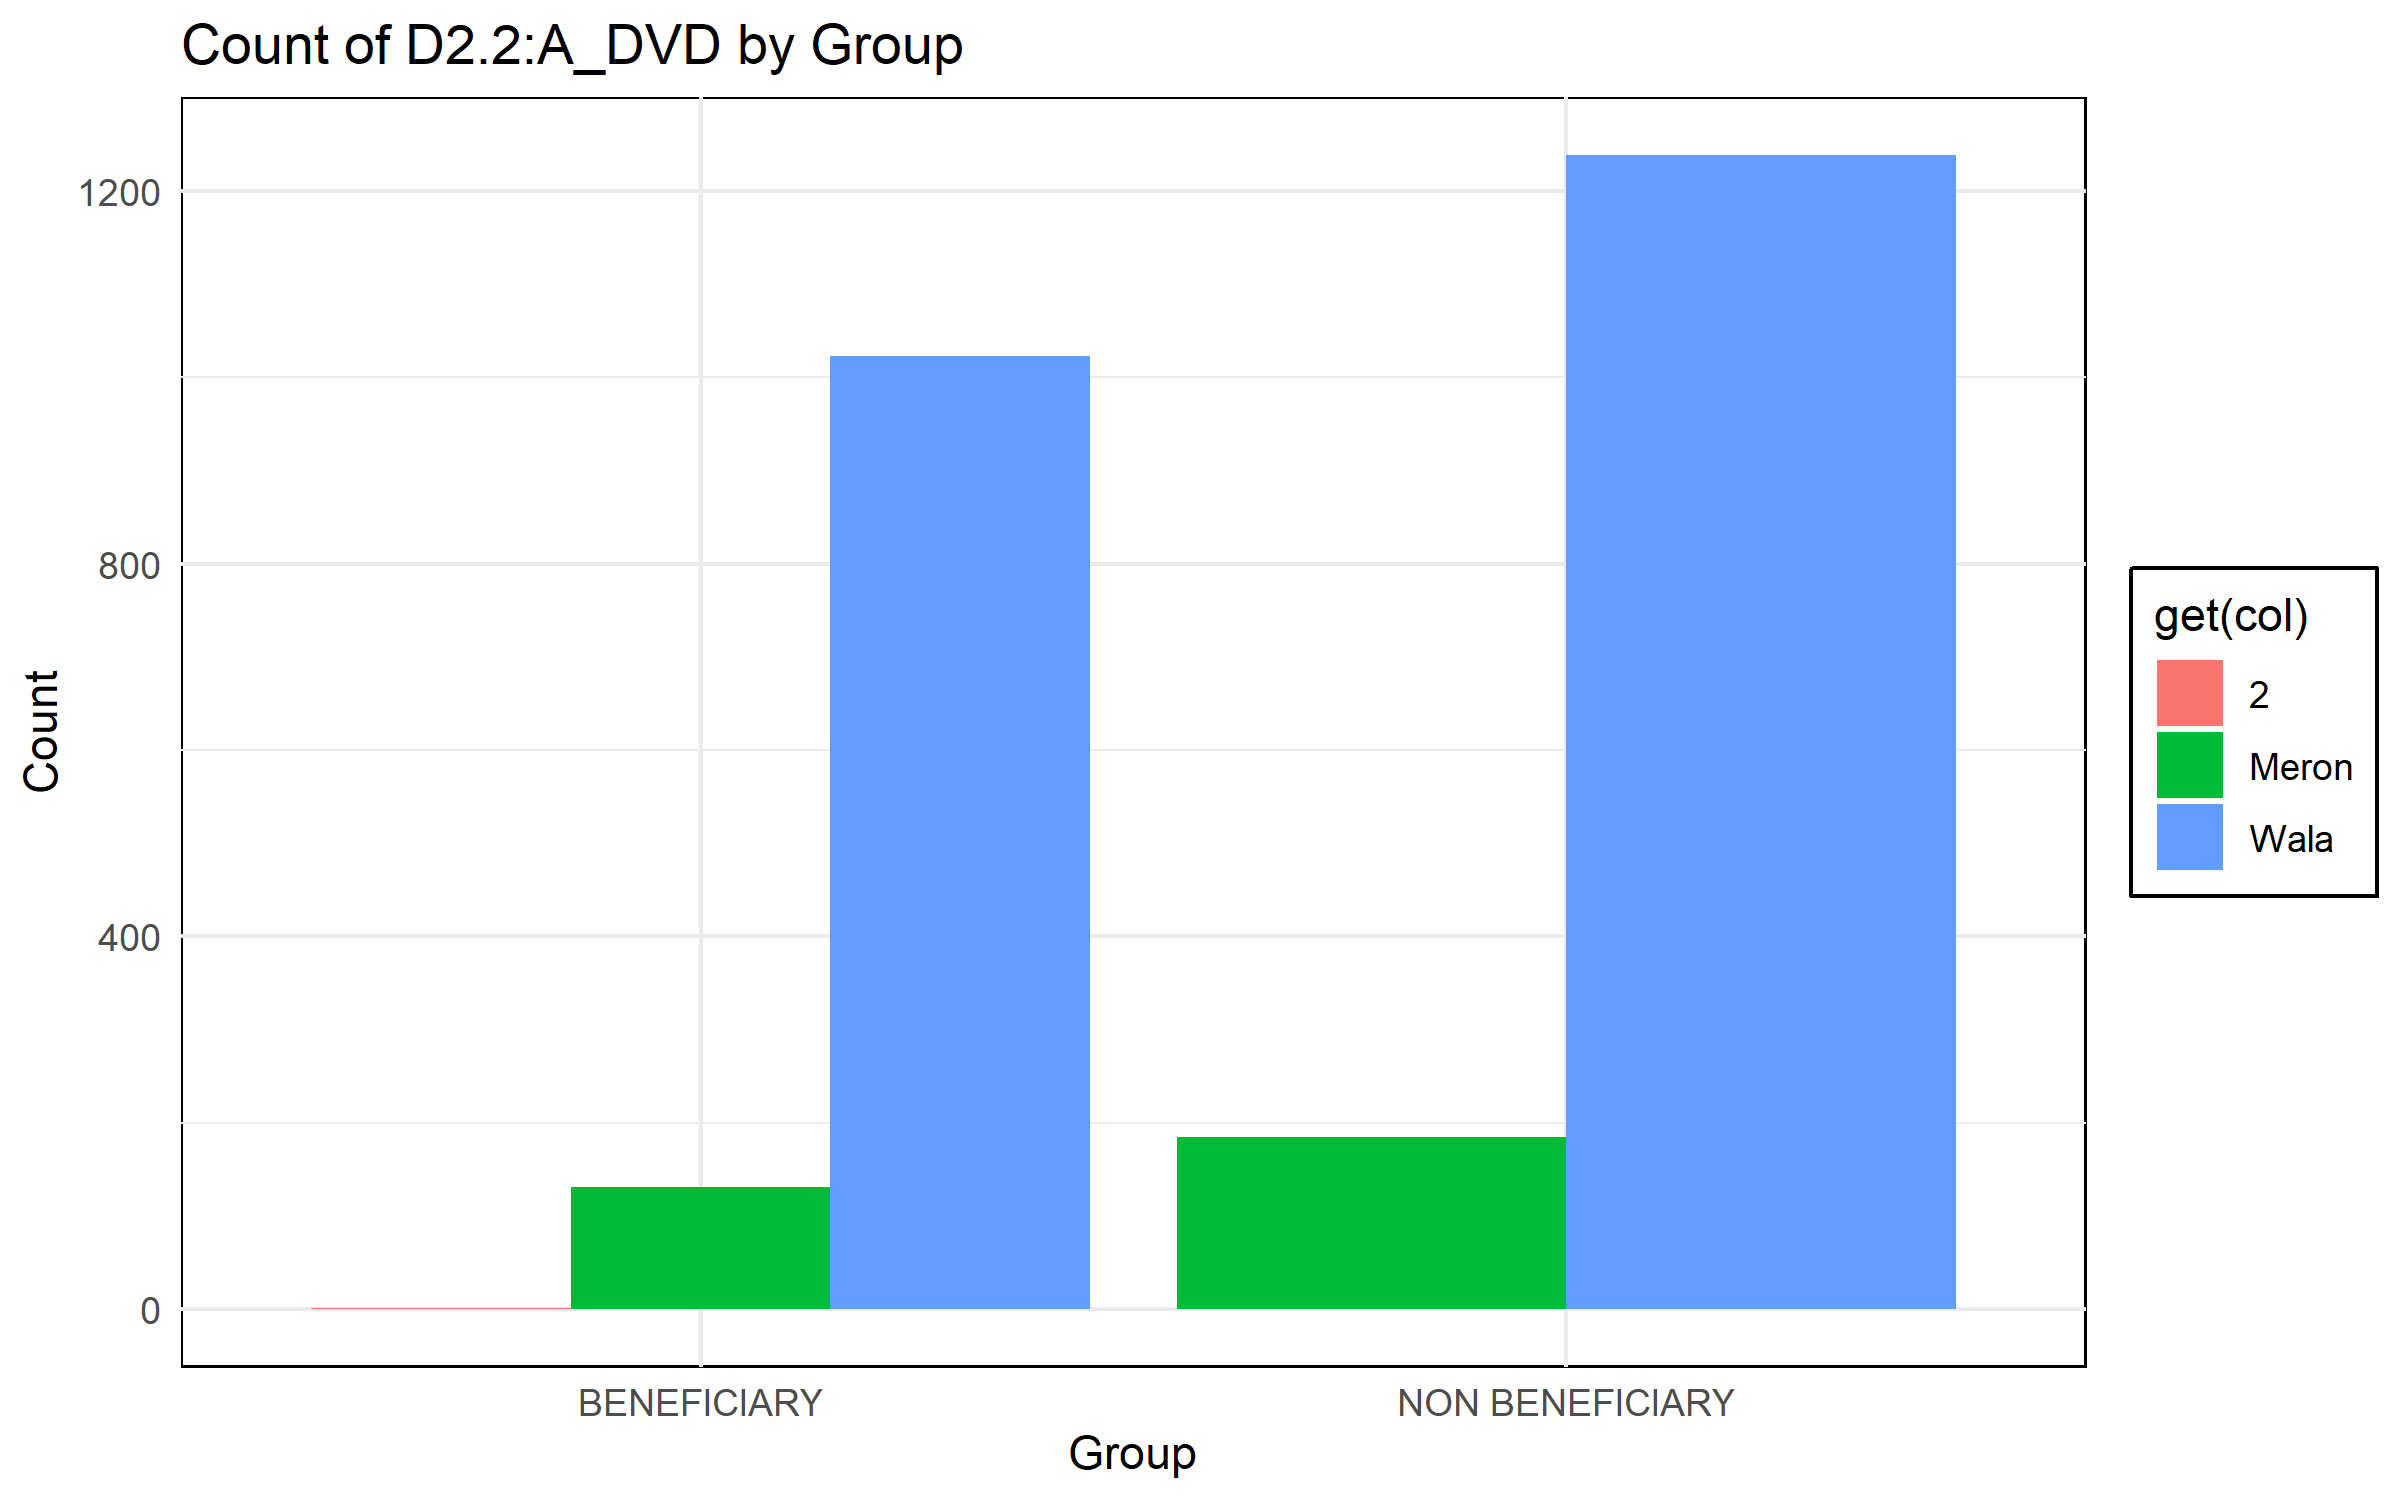 Count of D2.2:A_DVD by Group
1200
800
400
0
Count
BENEFICIARY
NON BENEFICIARY
Group
get(col)
2
Meron
Wala